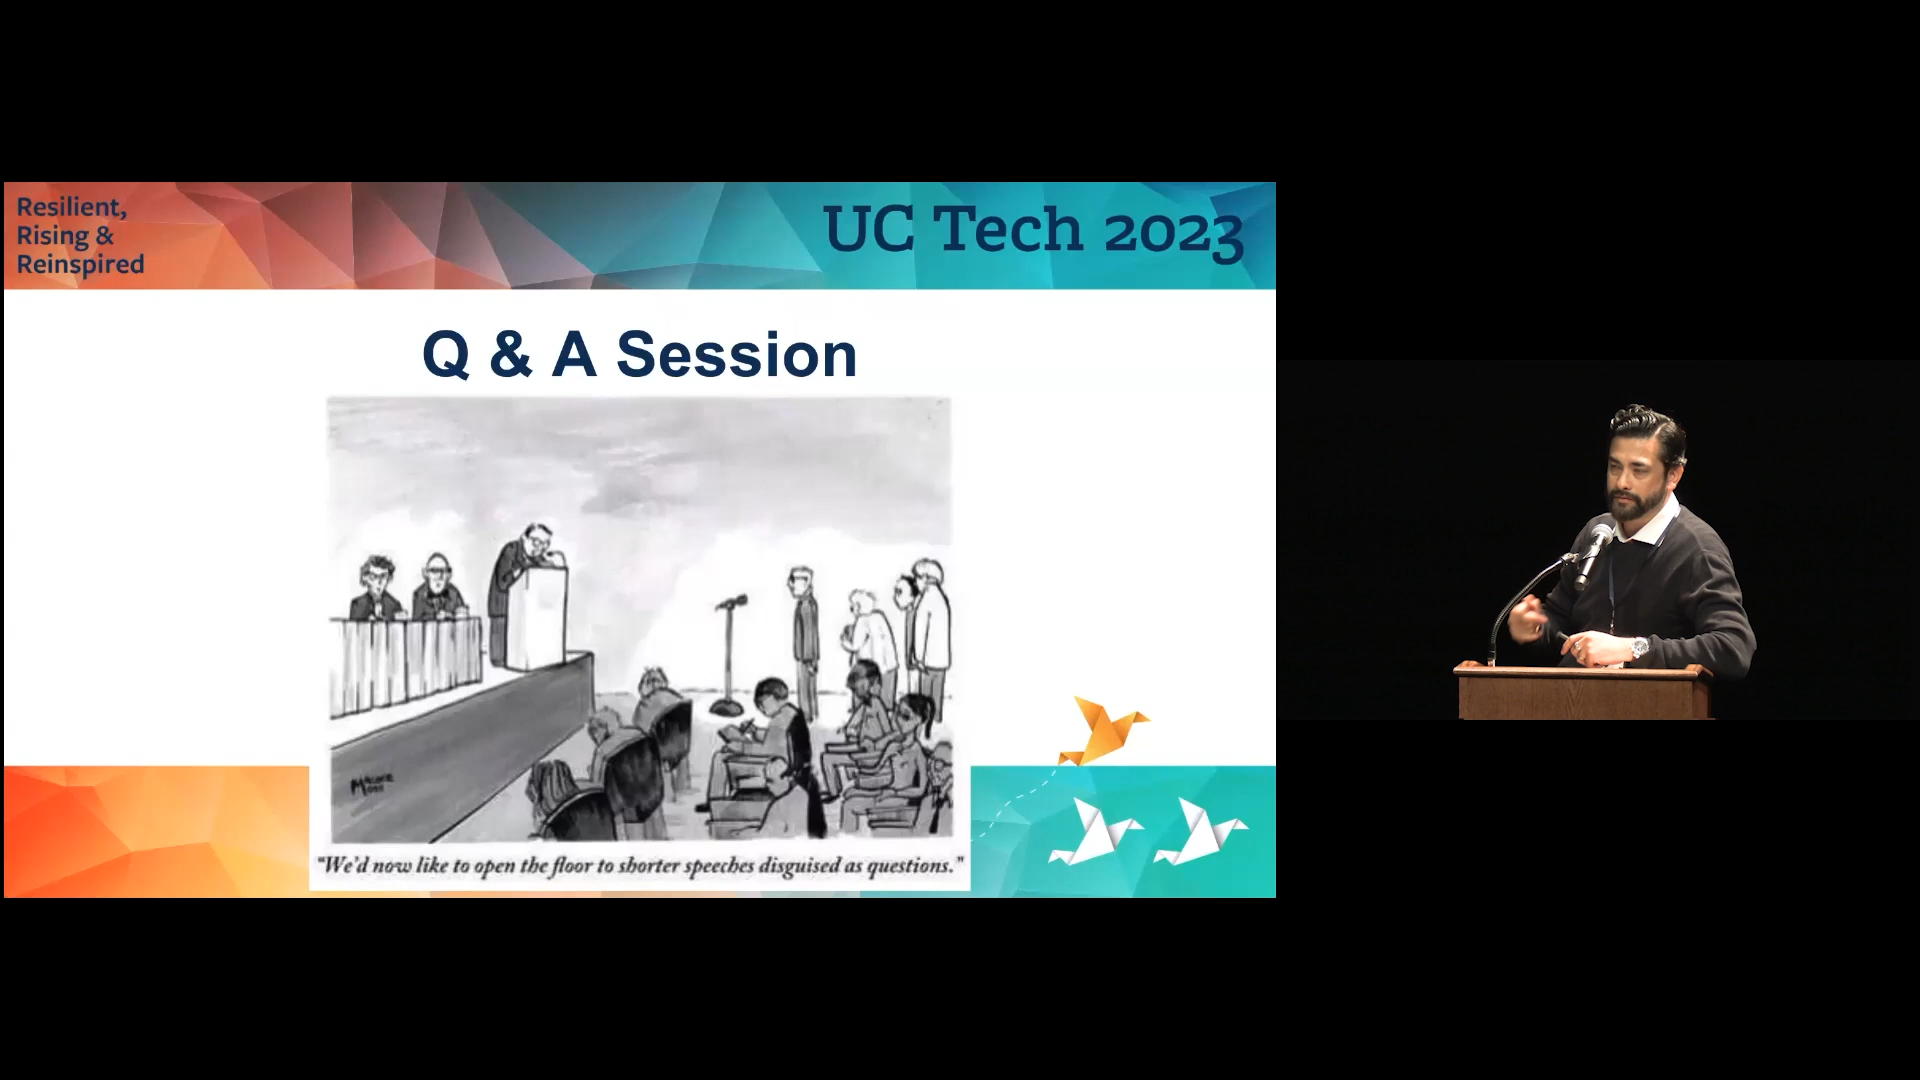 Resilient,
Rising &
Reinspired
UC Tech 2023
Q & A Session
"We'd now like to open the floor to shorter speeches disguised as questions."